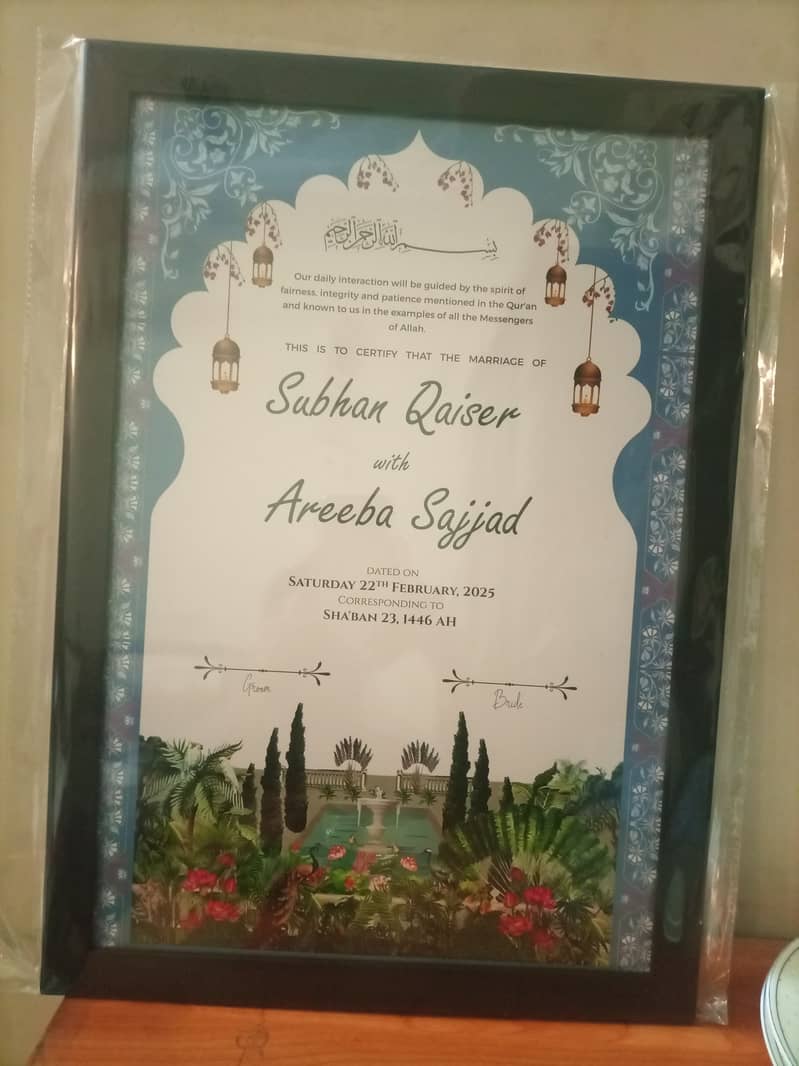 بسم الله الرحمن الرحيم
Our daily interaction will be guided by the spirit of
fairness, integrity and patience mentioned in the Qur'an
and known to us in the examples of all the Messengers
of Allah.
THIS IS TO CERTIFY THAT THE MARRIAGE OF
Subhan Qaiser
with
Areeba Sajjad
DATED ON
SATURDAY 22TH FEBRUARY, 2025
CORRESPONDING TO
SHA'BAN 23, 1446 AH
Groom
Bride